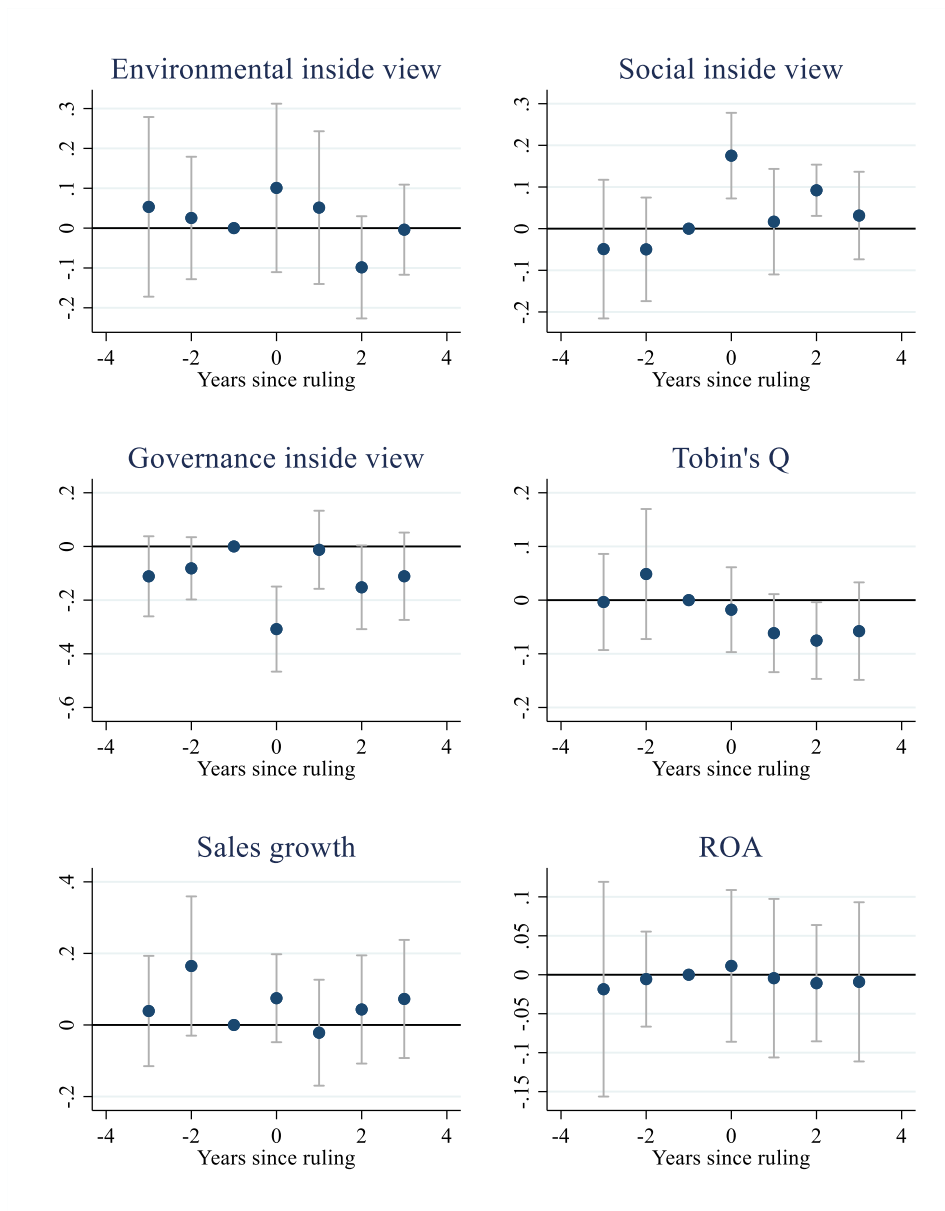 Environmental inside view
.3
.2
.1
0
-.1
-.2
-4 -2 0 2 4
Years since ruling
Social inside view
.3
.2
.1
0
-.1
-.2
-4 -2 0 2 4
Years since ruling
Governance inside view
.2
0
-.2
-.4
-.6
-4 -2 0 2 4
Years since ruling
Tobin's Q
.2
.1
0
-.1
-.2
-4 -2 0 2 4
Years since ruling
Sales growth
.4
.2
0
-.2
-4 -2 0 2 4
Years since ruling
ROA
.1
.05
0
-.05
-.1
-.15
-4 -2 0 2 4
Years since ruling